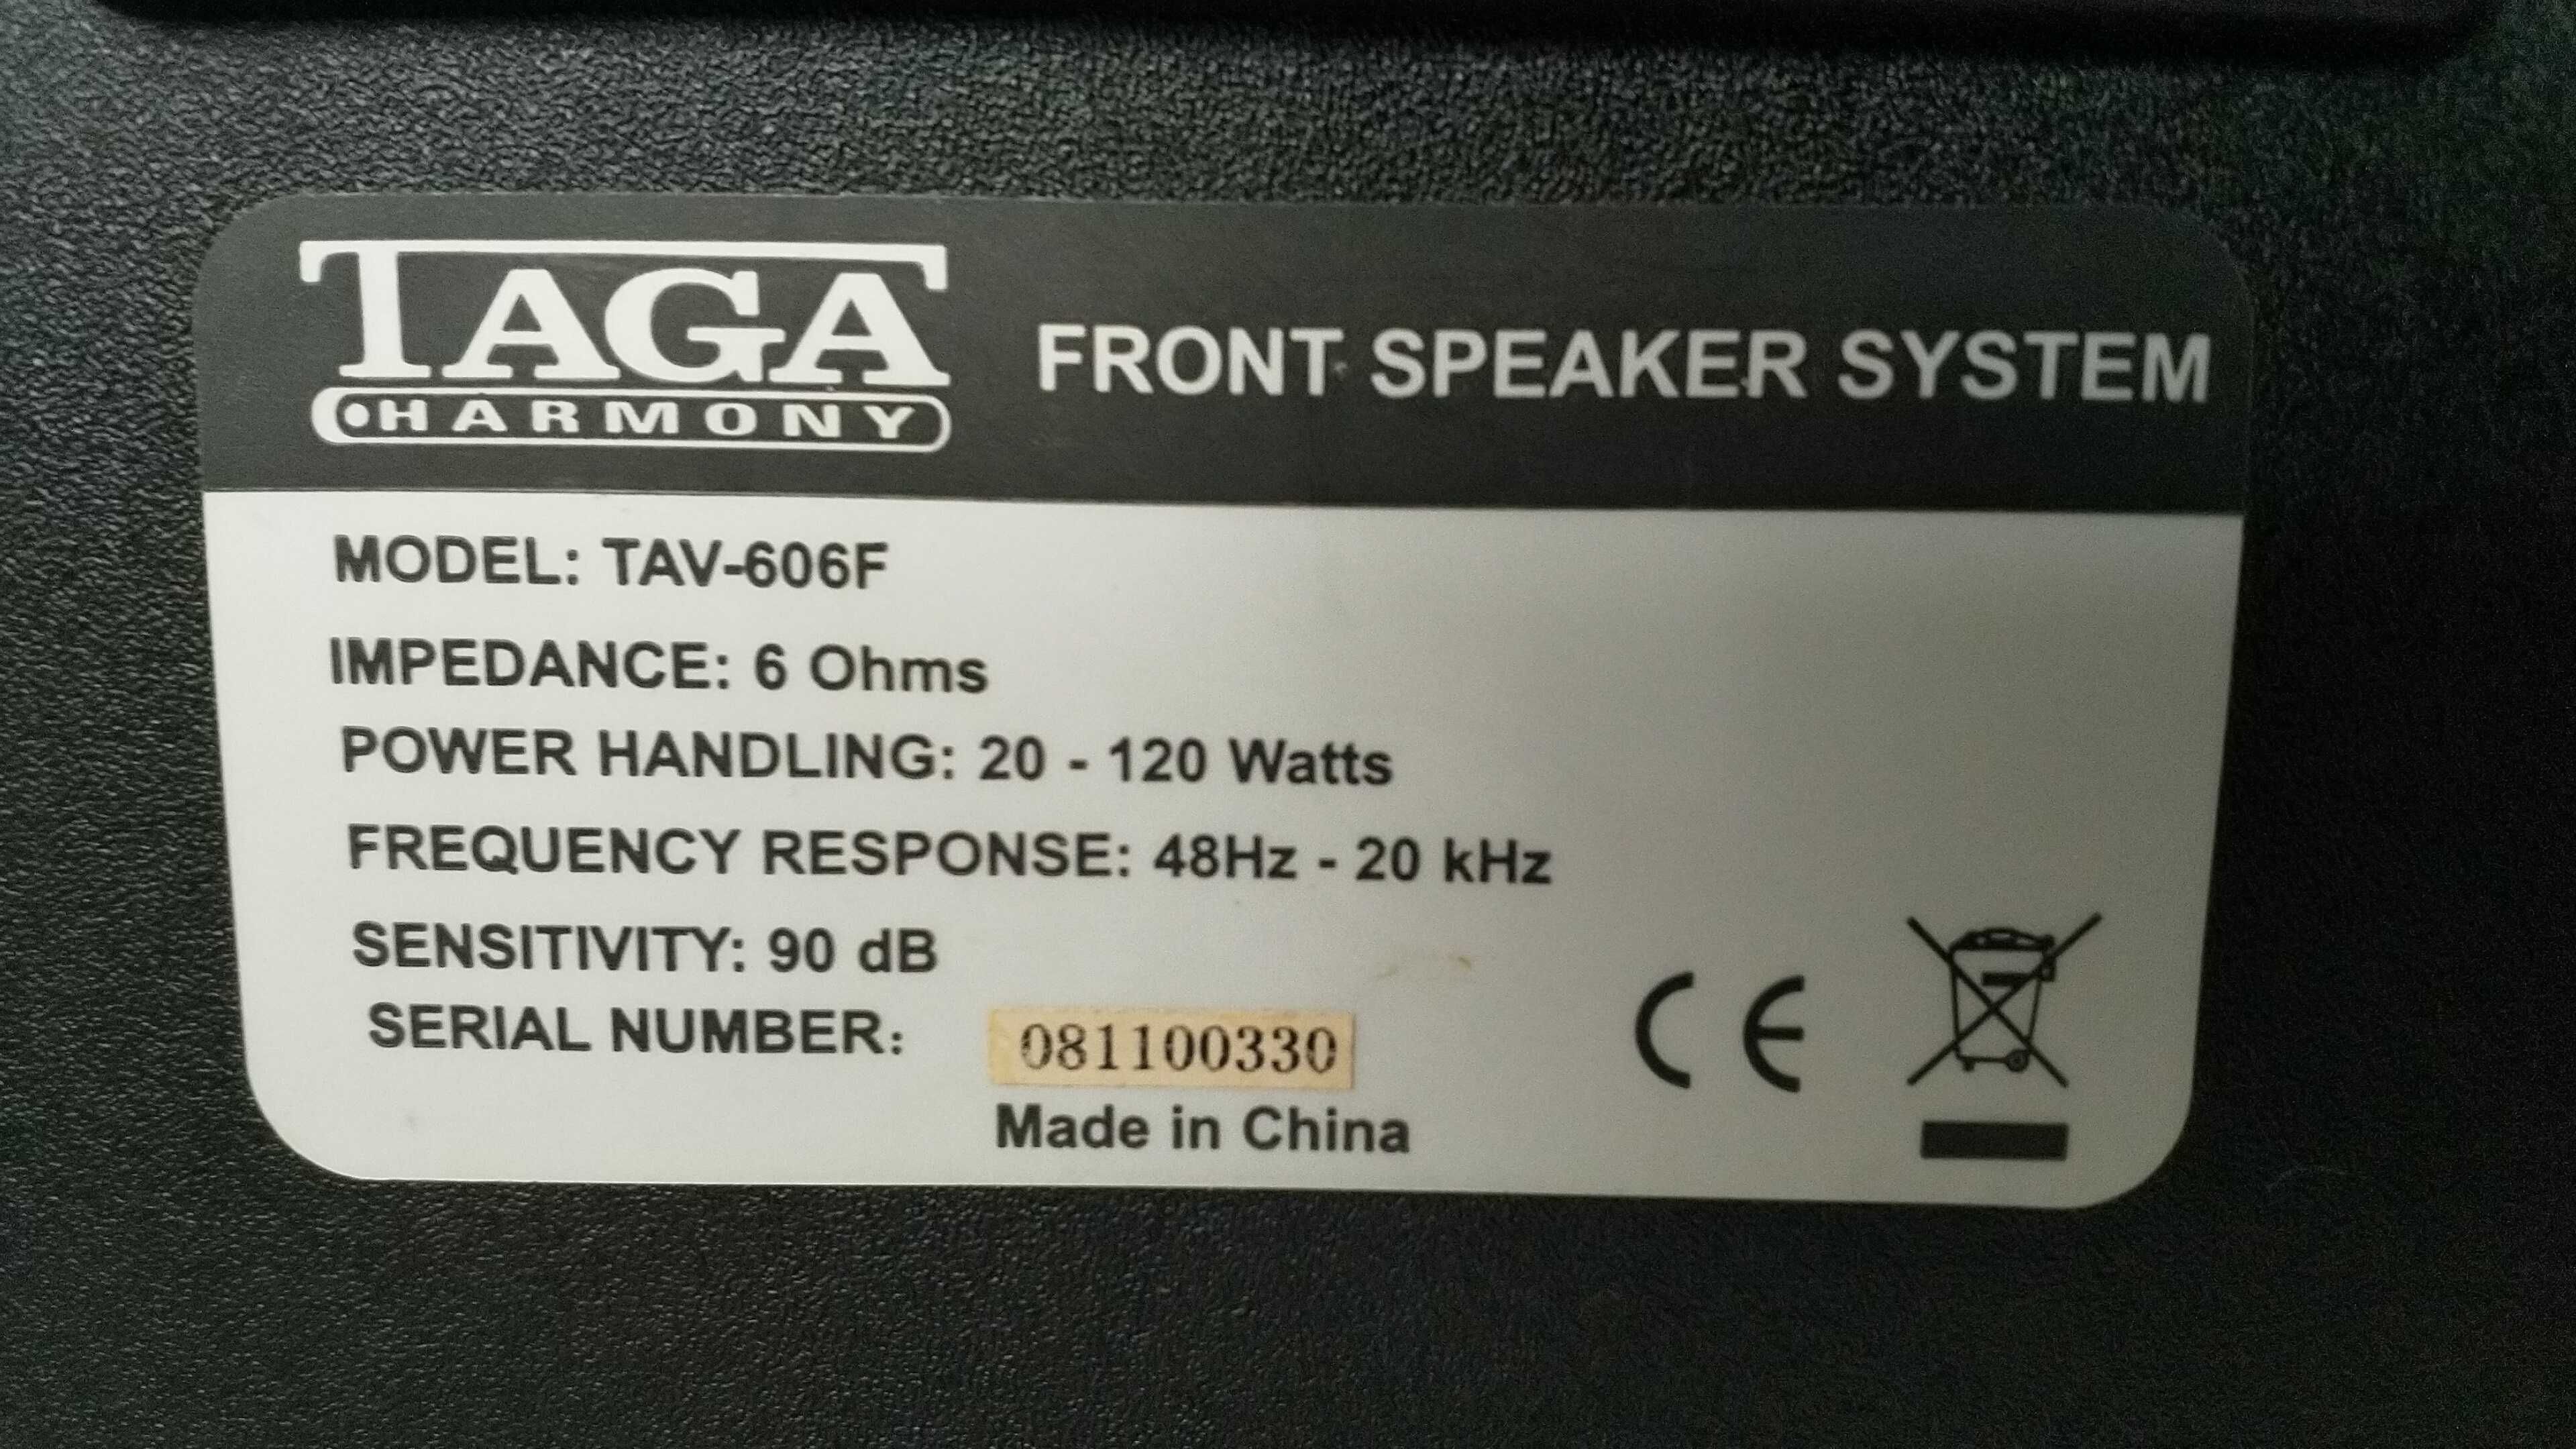 TAGA
HARMONY
FRONT SPEAKER SYSTEM
MODEL: TAV-606F
IMPEDANCE: 6 Ohms
POWER HANDLING: 20 - 120 Watts
FREQUENCY RESPONSE: 48Hz - 20 kHz
SENSITIVITY: 90 dB
SERIAL NUMBER: 081100330
Made in China
CE